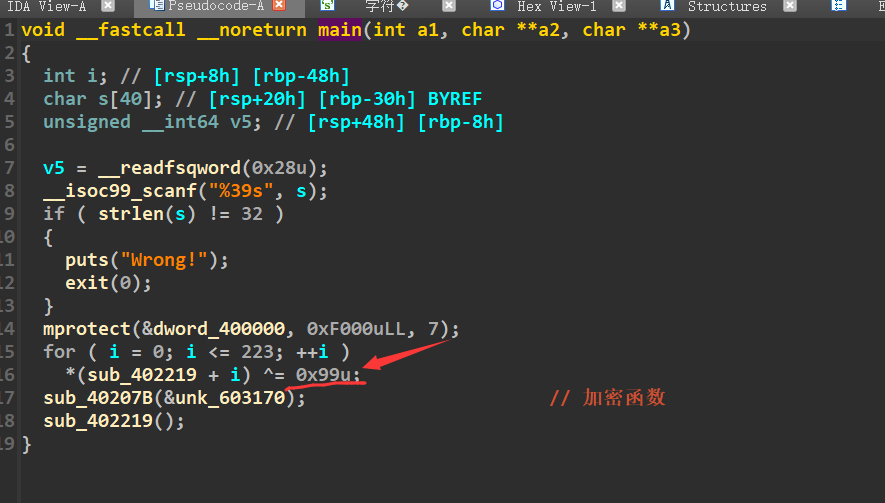 IDA View-A Pseudocode-A 's' 字符� Hex View-1 Structures E
1 void __fastcall __noreturn main(int a1, char **a2, char **a3)
2 {
3 int i; // [rsp+8h] [rbp-48h]
4 char s[40]; // [rsp+20h] [rbp-30h] BYREF
5 unsigned __int64 v5; // [rsp+48h] [rbp-8h]
6
7 v5 = __readfsqword(0x28u);
8 __isoc99_scanf("%39s", s);
9 if ( strlen(s) != 32 )
10 {
11 puts("Wrong!");
12 exit(0);
13 }
14 mprotect(&dword_400000, 0xF000uLL, 7);
15 for ( i = 0; i <= 223; ++i )
16 *(sub_402219 + i) ^= 0x99u;
17 sub_40207B(&unk_603170); // 加密函数
18 sub_402219();
19 }